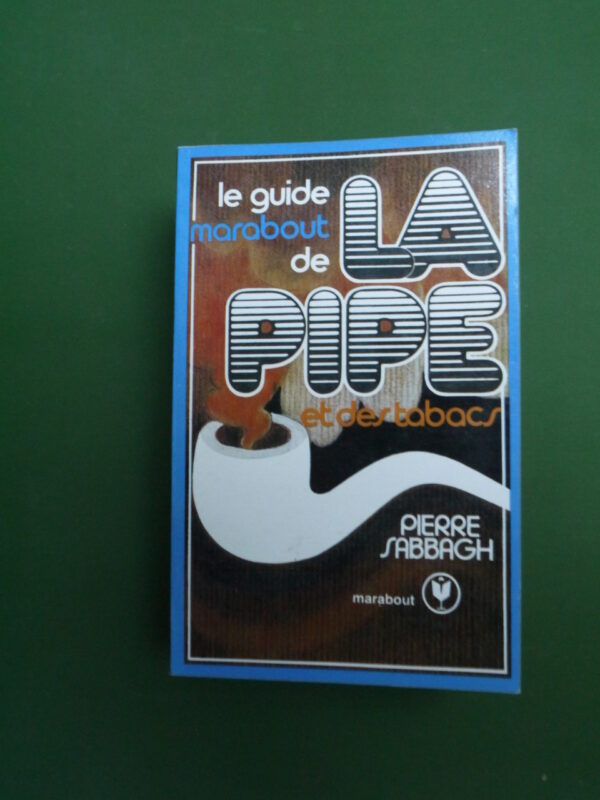 le guide
marabout
de
LA
PIPE
et des tabacs
PIERRE
SABBAGH
marabout